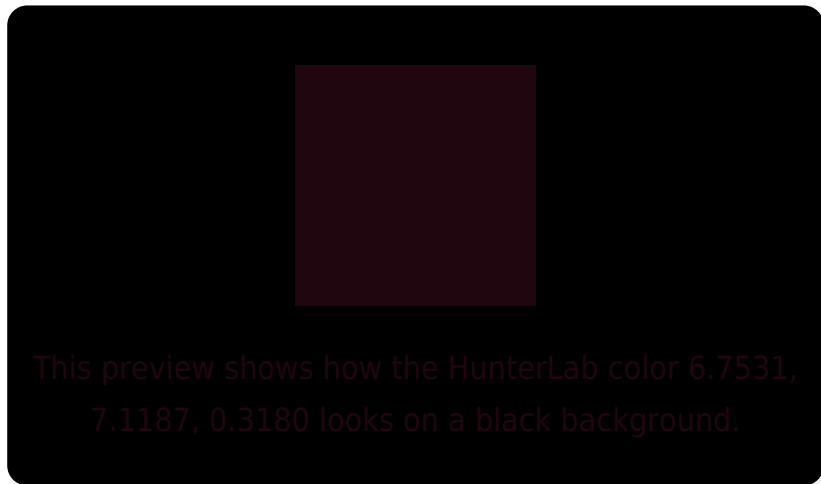 This preview shows how the HunterLab color 6.7531,
7.1187, 0.3180 looks on a black background.